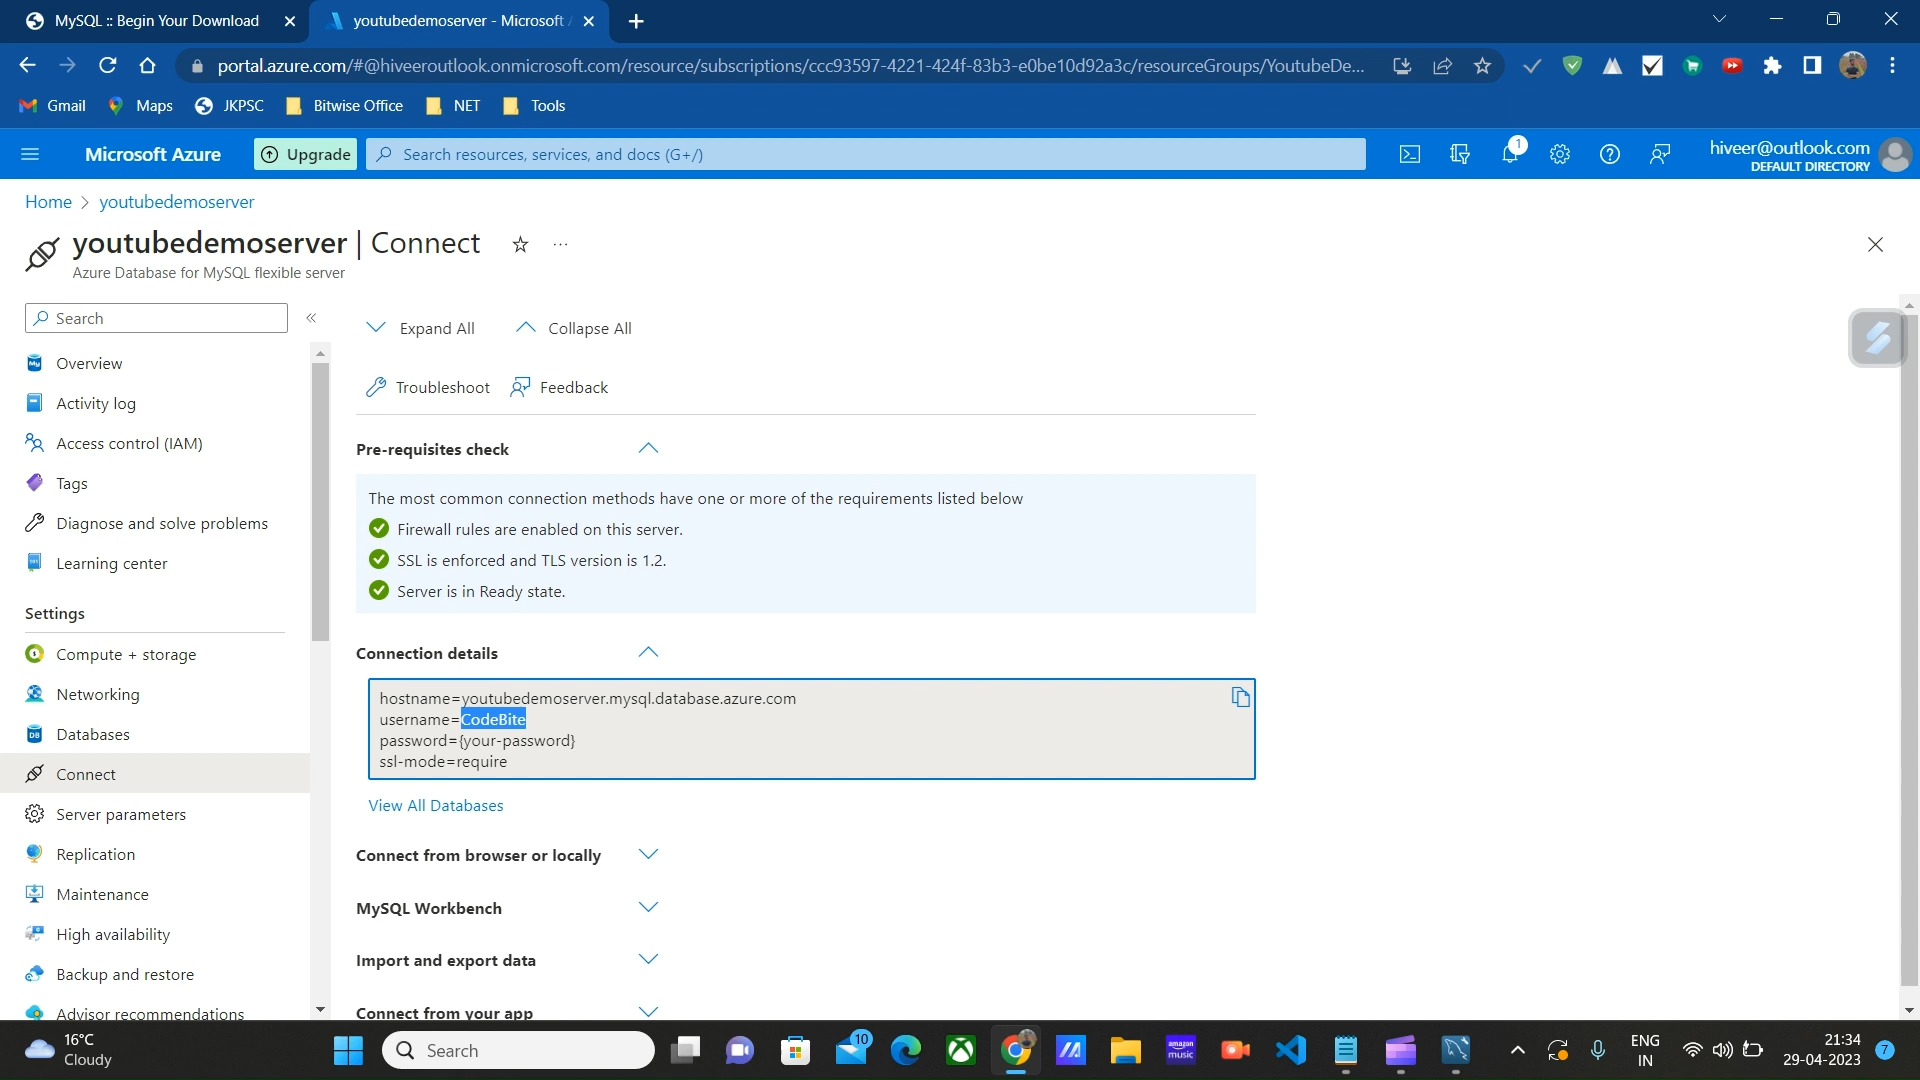 MySQL :: Begin Your Download
youtubedemoserver - Microsoft
portal.azure.com/#@hiveeroutlook.onmicrosoft.com/resource/subscriptions/ccc93597-4221-424f-83b3-e0be10d92a3c/resourceGroups/YoutubeDe...
Gmail
Maps
JKPSC
Bitwise Office
NET
Tools
Microsoft Azure
Upgrade
Search resources, services, and docs (G+/)
1
hiveer@outlook.com
DEFAULT DIRECTORY
Home > youtubedemoserver
youtubedemoserver | Connect
Azure Database for MySQL flexible server
Search
Overview
Activity log
Access control (IAM)
Tags
Diagnose and solve problems
Learning center
Settings
Compute + storage
Networking
Databases
Connect
Server parameters
Replication
Maintenance
High availability
Backup and restore
Advisor recommendations
Expand All
Collapse All
Troubleshoot
Feedback
Pre-requisites check
The most common connection methods have one or more of the requirements listed below
Firewall rules are enabled on this server.
SSL is enforced and TLS version is 1.2.
Server is in Ready state.
Connection details
hostname=youtubedemoserver.mysql.database.azure.com
username=CodeBite
password={your-password}
ssl-mode=require
View All Databases
Connect from browser or locally
MySQL Workbench
Import and export data
Connect from your app
16°C
Cloudy
Search
10
amazon
music
ENG
IN
21:34
29-04-2023
7